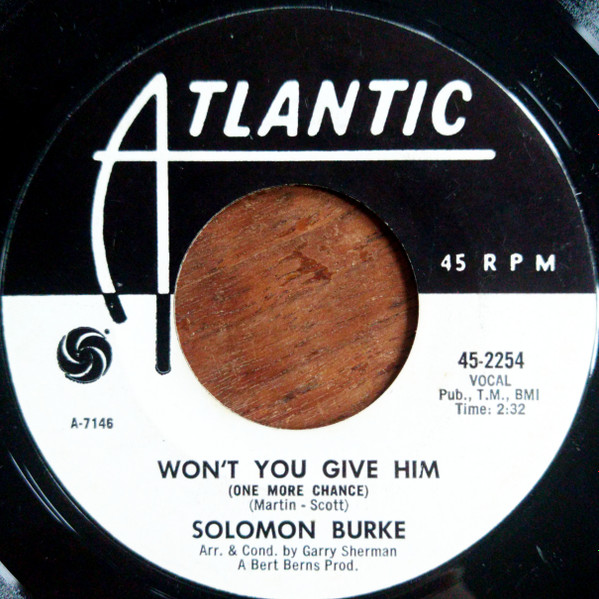 ATLANTIC
45 RPM
45-2254
VOCAL
Pub., T.M., BMI
Time: 2:32
A-7146
WON'T YOU GIVE HIM
(ONE MORE CHANCE)
(Martin - Scott)
SOLOMON BURKE
Arr. & Cond. by Garry Sherman
A Bert Berns Prod.